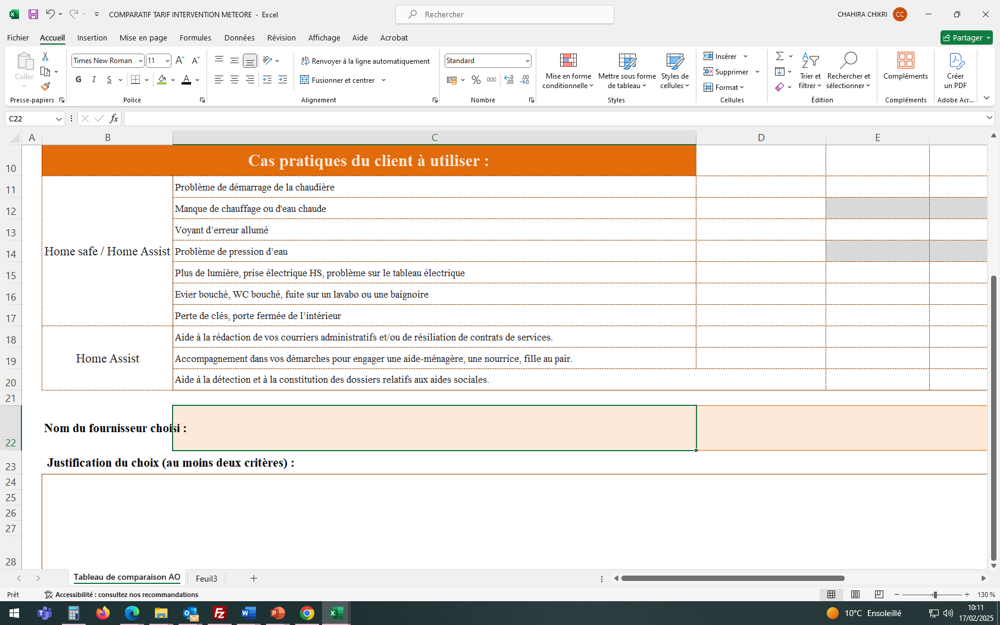 COMPARATIF TARIF INTERVENTION METEORE - Excel
Rechercher
CHAHIRA CHIKRI CC
Fichier Accueil Insertion Mise en page Formules Données Révision Affichage Aide Acrobat
Partager
Coller
Presse-papiers
Times New Roman 11
G I S
Police
Renvoyer à la ligne automatiquement
Fusionner et centrer
Alignement
Standard
% 000
Nombre
Mise en forme conditionnelle
Mettre sous forme de tableau
Styles de cellules
Styles
Insérer
Supprimer
Format
Cellules
Trier et filtrer
Rechercher et sélectionner
Édition
Compléments
Compléments
Créer un PDF
Adobe Acr...
C22
fx
A B C D E
10 Cas pratiques du client à utiliser :
11 Problème de démarrage de la chaudière
12 Manque de chauffage ou d'eau chaude
13 Voyant d’erreur allumé
14 Home safe / Home Assist Problème de pression d’eau
15 Plus de lumière, prise électrique HS, problème sur le tableau électrique
16 Evier bouché, WC bouché, fuite sur un lavabo ou une baignoire
17 Perte de clés, porte fermée de l’intérieur
18 Aide à la rédaction de vos courriers administratifs et/ou de résiliation de contrats de services.
19 Home Assist Accompagnement dans vos démarches pour engager une aide-ménagère, une nourrice, fille au pair.
20 Aide à la détection et à la constitution des dossiers relatifs aux aides sociales.
21
22 Nom du fournisseur choisi :
23 Justification du choix (au moins deux critères) :
24
25
26
27
28
Tableau de comparaison AO Feuil3
Prêt Accessibilité : consultez nos recommandations
130 %
10°C Ensoleillé
10:11
17/02/2025